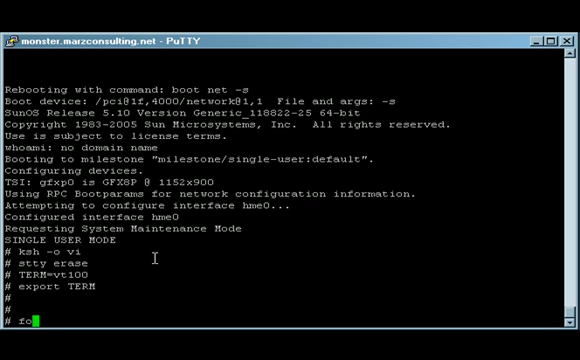 monster.marzconsulting.net - PuTTY
Rebooting with command: boot net -s
Boot device: /pci@1f,4000/network@1,1  File and args: -s
SunOS Release 5.10 Version Generic_118822-25 64-bit
Copyright 1983-2005 Sun Microsystems, Inc.  All rights reserved.
Use is subject to license terms.
whoami: no domain name
Booting to milestone "milestone/single-user:default".
Configuring devices.
TSI: gfxp0 is GFX8P @ 1152x900
Using RPC Bootparams for network configuration information.
Attempting to configure interface hme0...
Configured interface hme0
Requesting System Maintenance Mode
SINGLE USER MODE
# ksh -o vi
# stty erase
# TERM=vt100
# export TERM
#
#
# fo